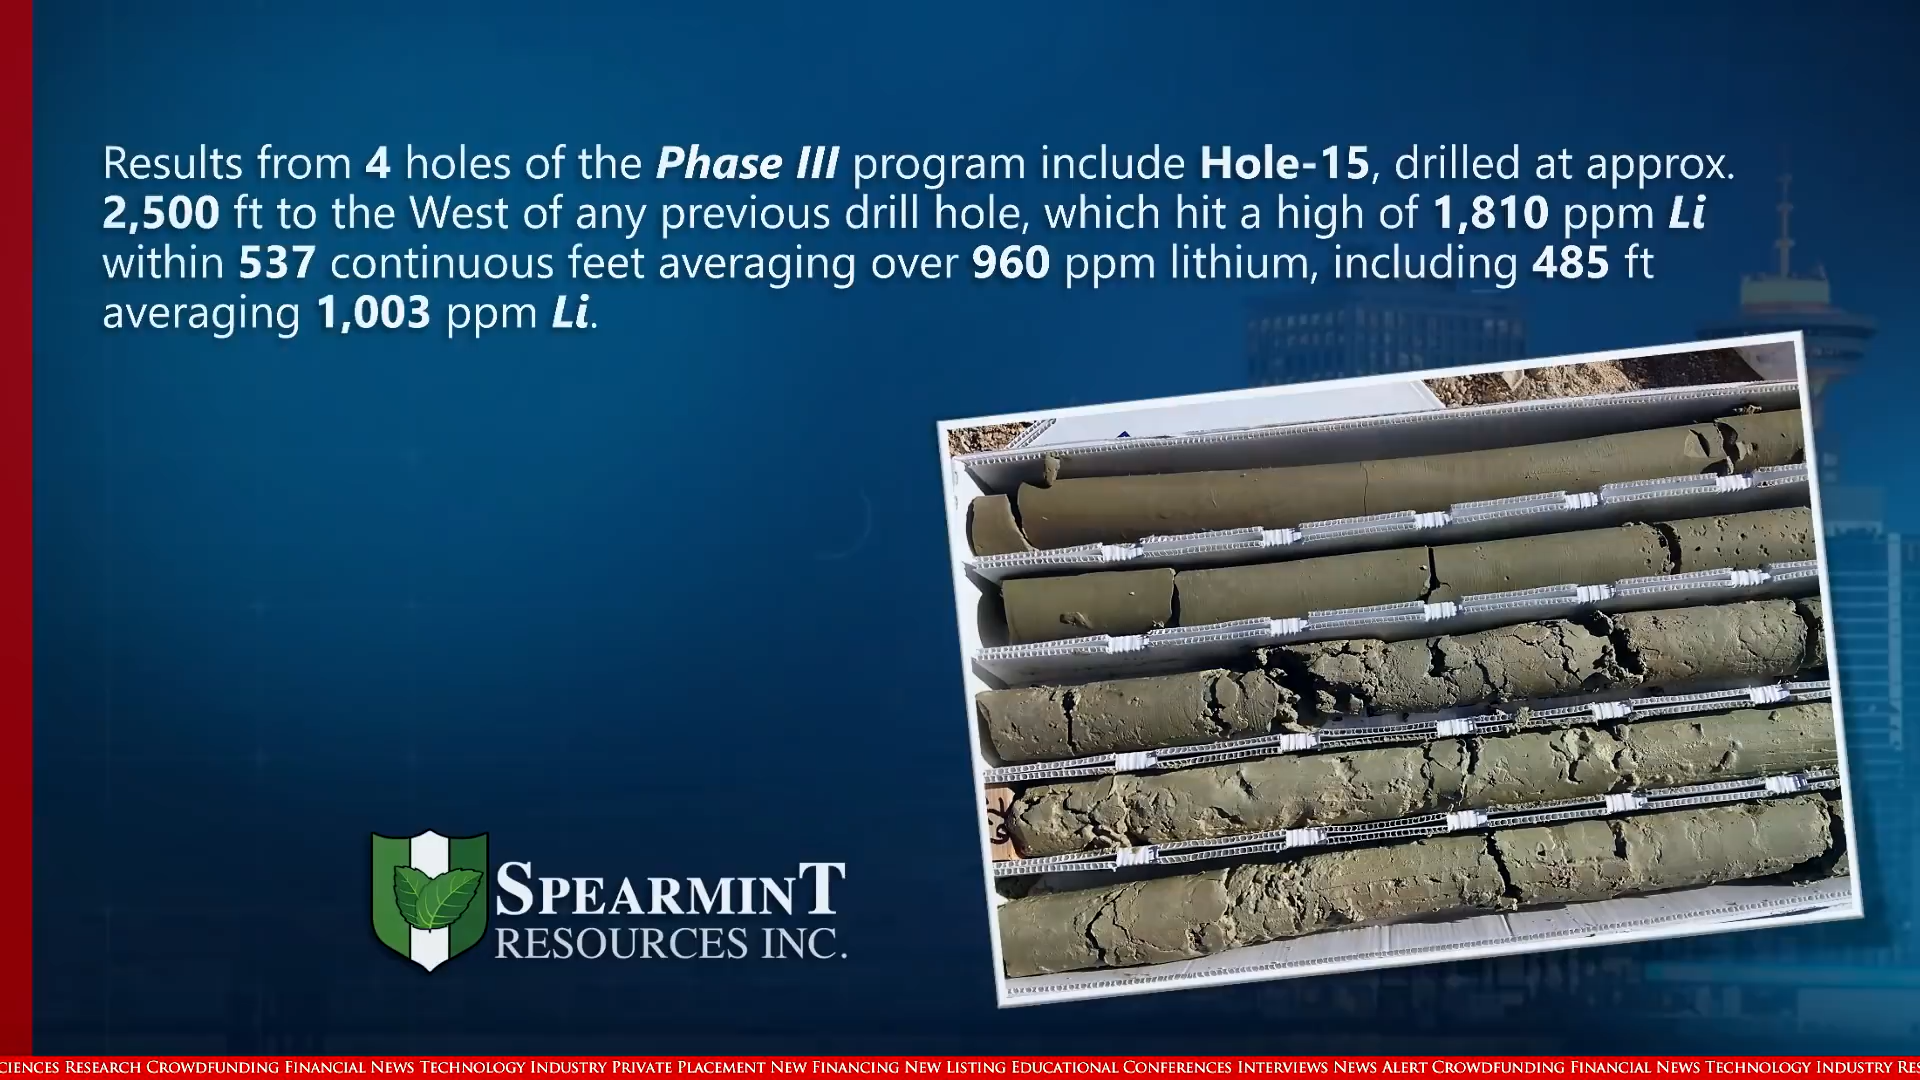 Results from 4 holes of the Phase III program include Hole-15, drilled at approx.
2,500 ft to the West of any previous drill hole, which hit a high of 1,810 ppm Li
within 537 continuous feet averaging over 960 ppm lithium, including 485 ft
averaging 1,003 ppm Li.
SPEARMINT
RESOURCES INC.
CIENCES RESEARCH CROWDFUNDING FINANCIAL NEWS TECHNOLOGY INDUSTRY PRIVATE PLACEMENT NEW FINANCING NEW LISTING EDUCATIONAL CONFERENCES INTERVIEWS NEWS ALERT CROWDFUNDING FINANCIAL NEWS TECHNOLOGY INDUSTRY RES